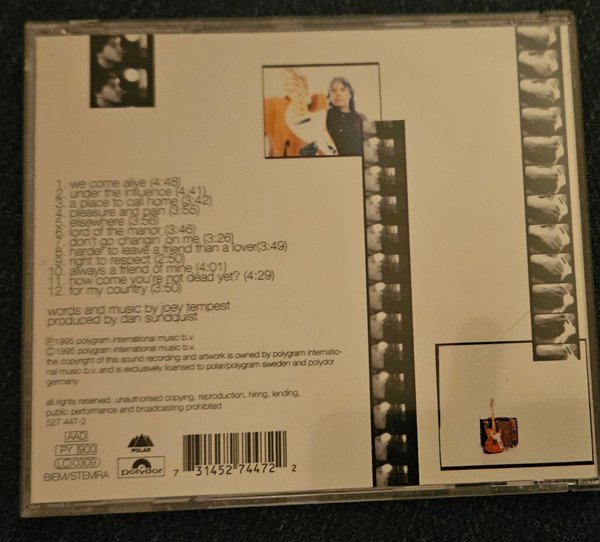 1. we come alive (4:48)
2. under the influence (4:41)
3. a place to call home (3:42)
4. pleasure and pain (3:55)
5. elsewhere (3:56)
6. lord of the manor (3:46)
7. don't go changin' on me (3:26)
8. harder to leave a friend than a lover(3:49)
9. right to respect (2:50)
10. always a friend of mine (4:01)
11. how come you're not dead yet? (4:29)
12. for my country (3:50)
words and music by joey tempest
produced by dan sundquist
Ⓟ 1995 polygram international music b.v.
© 1995 polygram international music b.v.
the copyright of this sound recording and artwork is owned by polygram internatio-
nal music b.v. and is exclusively licensed to polar/polygram sweden and polydor
germany
all rights reserved. unauthorised copying, reproduction, hiring, lending,
public performance and broadcasting prohibited
527 447-2
AAD
PY 900
LC 0309
BIEM/STEMRA
POLAR
Polydor
7 31452 74472 2